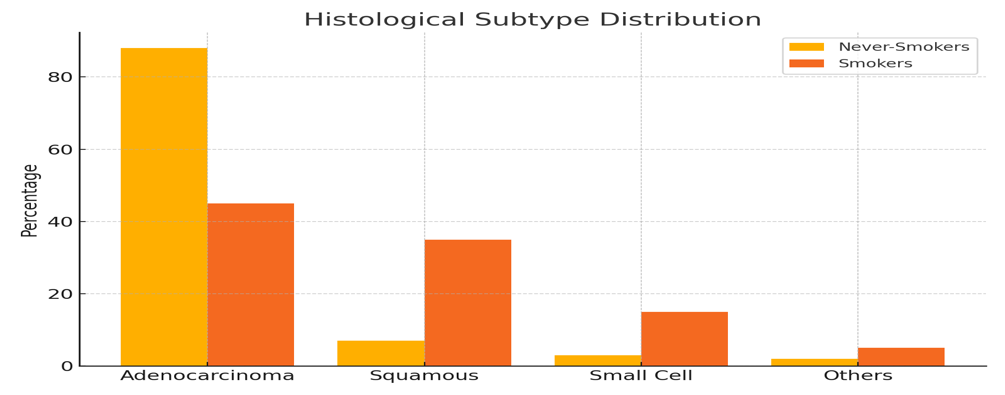 Histological Subtype Distribution
Never-Smokers
Smokers
Percentage
80
60
40
20
0
Adenocarcinoma Squamous Small Cell Others